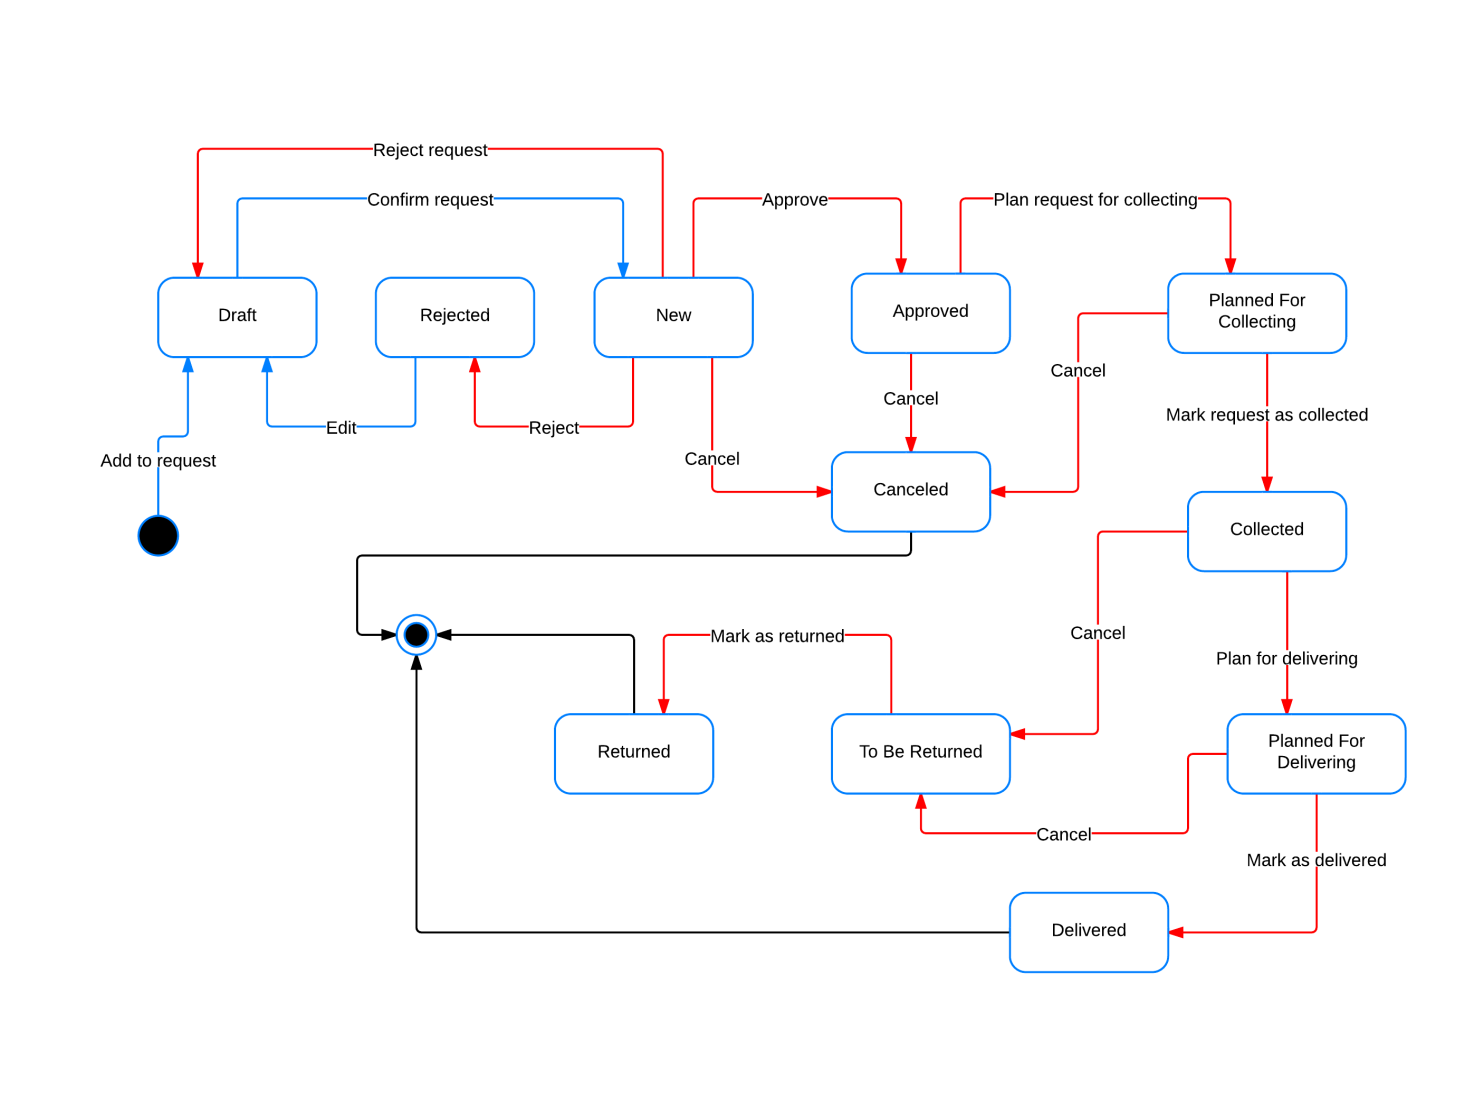 Reject request
Confirm request
Approve
Plan request for collecting
Draft
Rejected
New
Approved
Planned For
Collecting
Cancel
Cancel
Mark request as collected
Edit
Reject
Cancel
Add to request
Canceled
Collected
Cancel
Mark as returned
Plan for delivering
Returned
To Be Returned
Planned For
Delivering
Cancel
Mark as delivered
Delivered